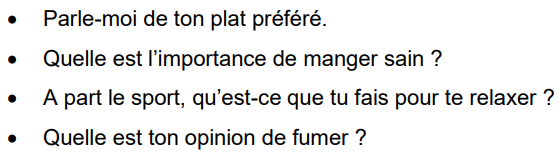 • Parle-moi de ton plat préféré.
• Quelle est l’importance de manger sain ?
• A part le sport, qu’est-ce que tu fais pour te relaxer ?
• Quelle est ton opinion de fumer ?